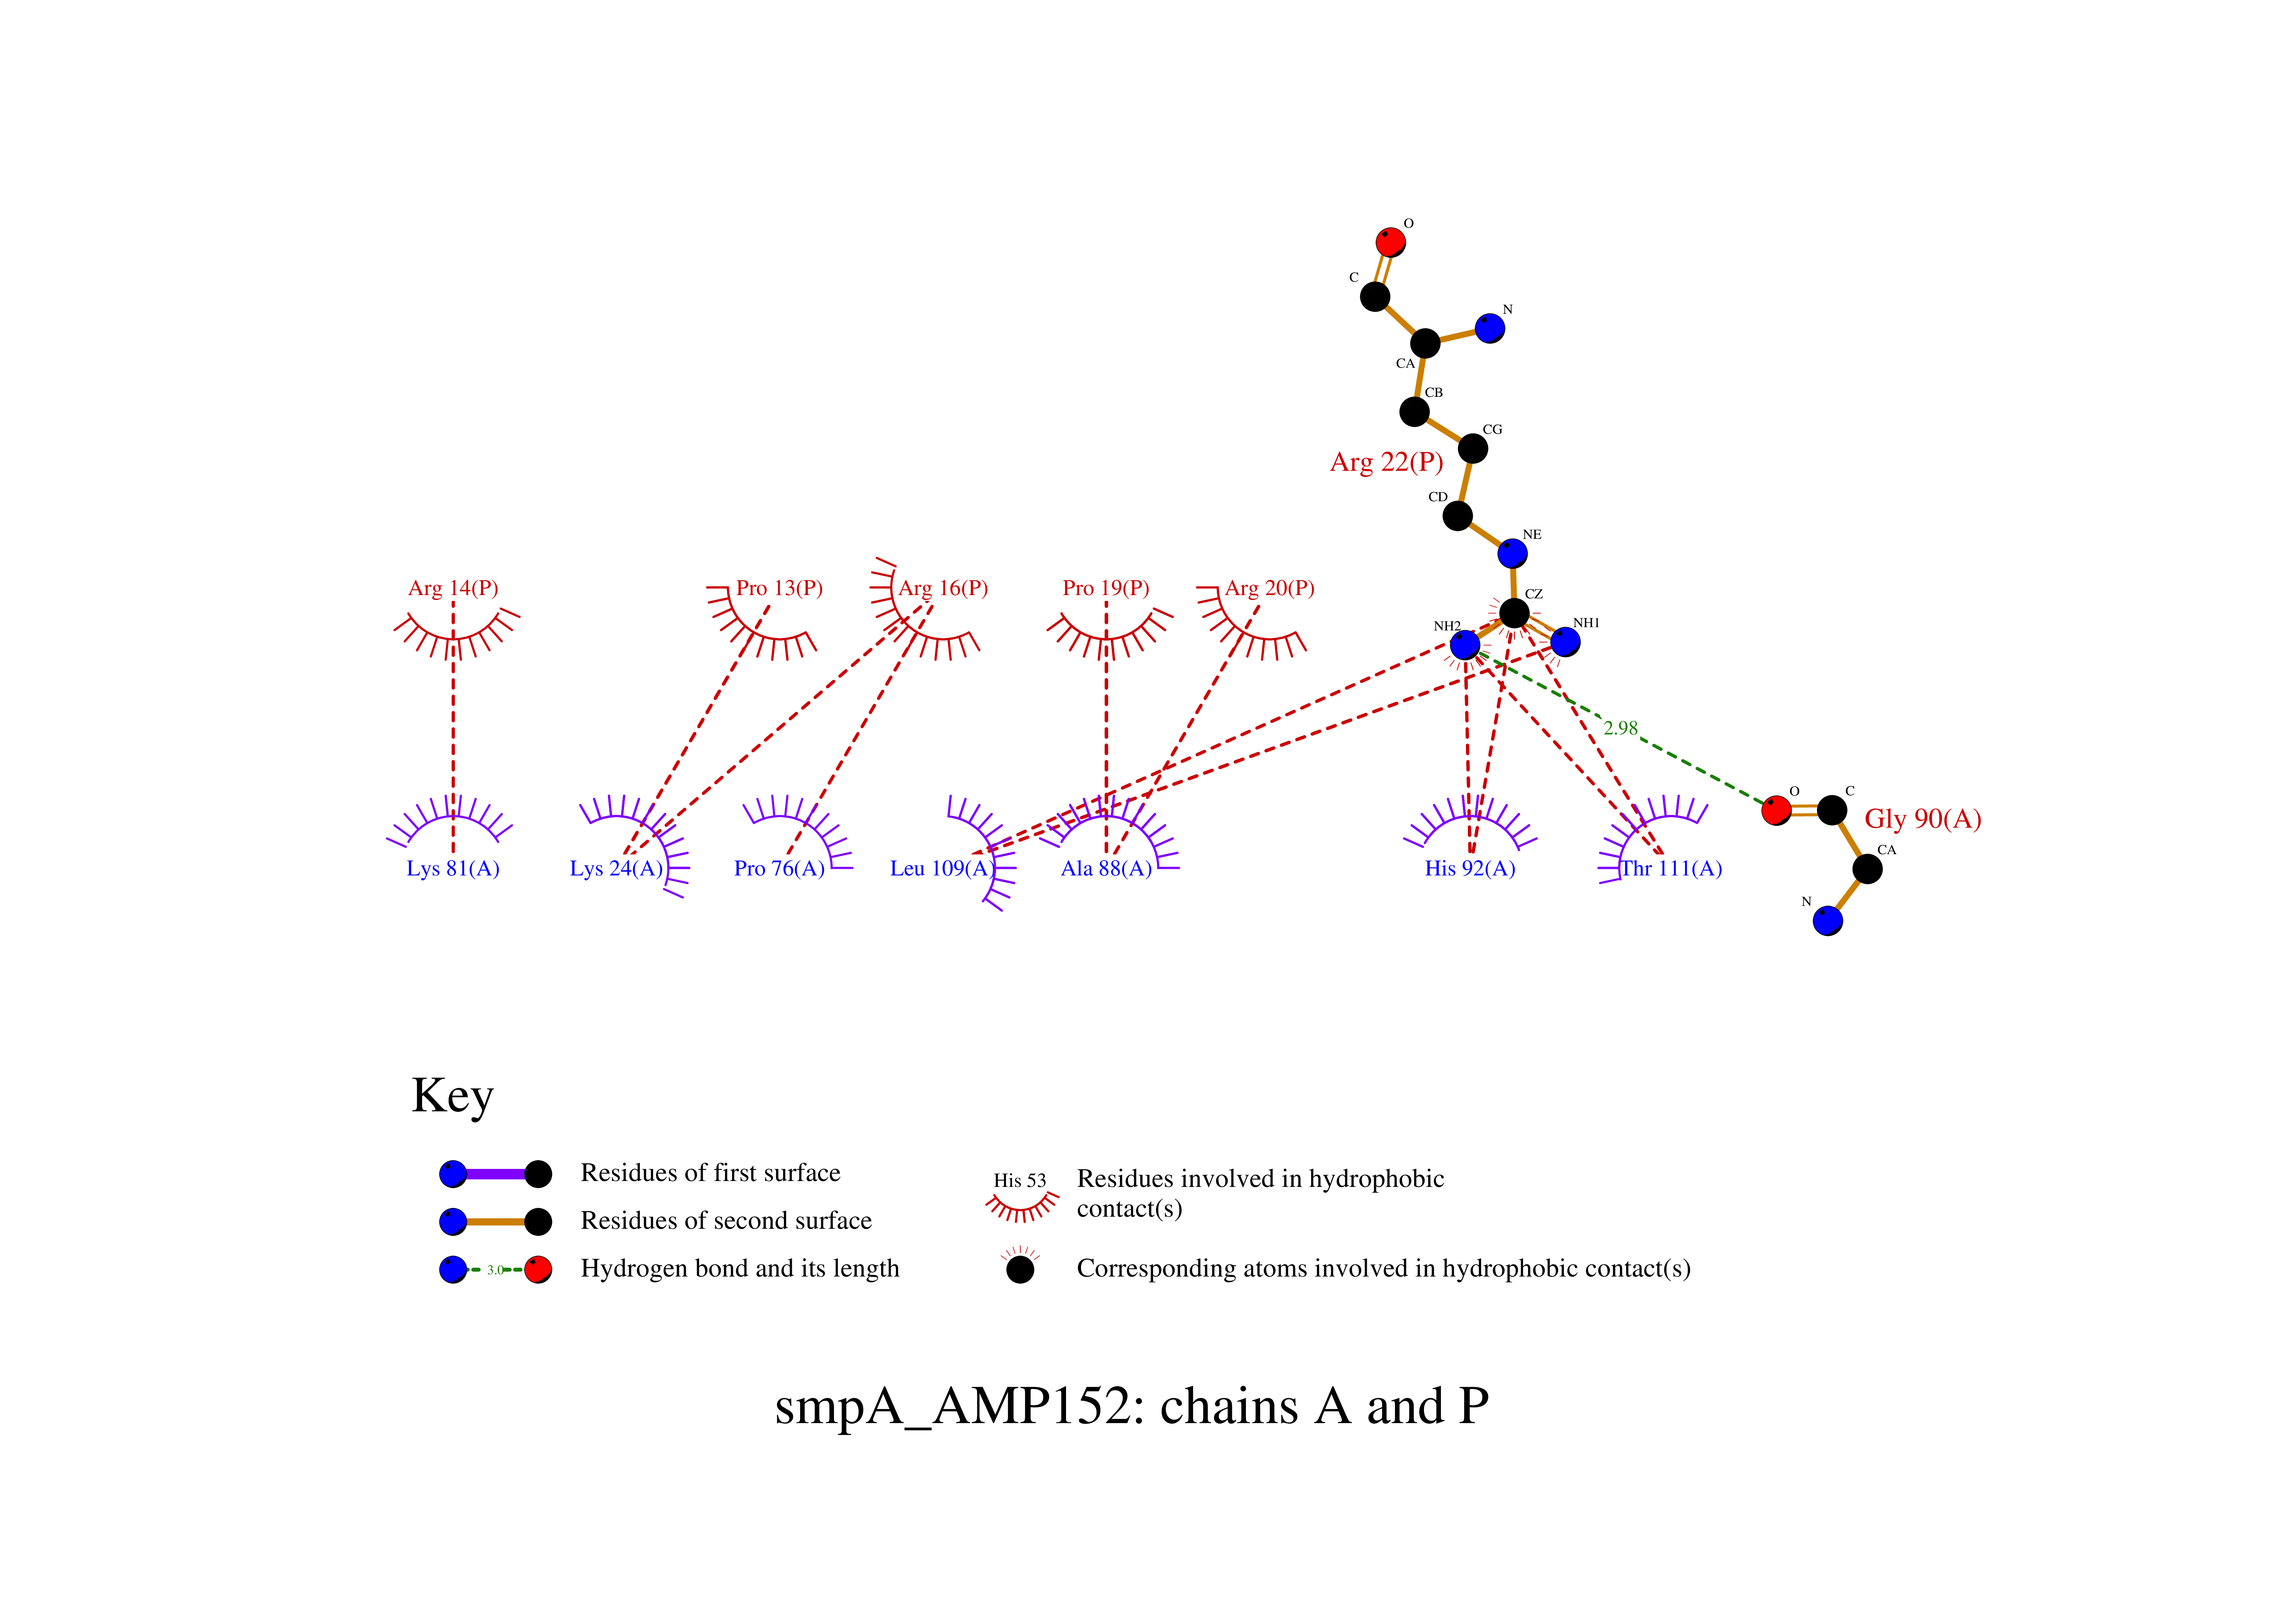 O
C
N
CA
CB
CG
Arg 22(P)
CD
NE
Arg 14(P)
Pro 13(P)
Arg 16(P)
Pro 19(P)
Arg 20(P)
CZ
NH2
NH1
2.98
O
C
Gly 90(A)
CA
N
Lys 81(A)
Lys 24(A)
Pro 76(A)
Leu 109(A)
Ala 88(A)
His 92(A)
Thr 111(A)
Key
Residues of first surface
Residues of second surface
3.0
Hydrogen bond and its length
His 53
Residues involved in hydrophobic
contact(s)
Corresponding atoms involved in hydrophobic contact(s)
smpA_AMP152: chains A and P